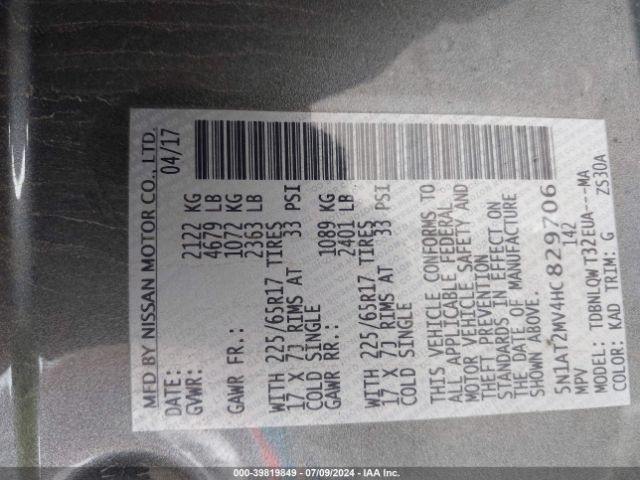 MFD BY NISSAN MOTOR CO., LTD.
DATE: 04/17
GVWR: 2122 KG
4679 LB
GAWR FR.: 1072 KG
2363 LB
WITH 225/65R17 TIRES
17 X 7J RIMS AT 33 PSI
COLD SINGLE
GAWR RR.: 1089 KG
2401 LB
WITH 225/65R17 TIRES
17 X 7J RIMS AT 33 PSI
COLD SINGLE
THIS VEHICLE CONFORMS TO
ALL APPLICABLE FEDERAL
MOTOR VEHICLE SAFETY AND
THEFT PREVENTION
STANDARDS IN EFFECT ON
THE DATE OF MANUFACTURE
SHOWN ABOVE.
5N1AT2MV4HC829706
MPV 142
MODEL: TDBNLQWT32EUA---MA
COLOR: KAD TRIM: G ZS30A
000-39819849 | 07/09/2024 - IAA Inc.